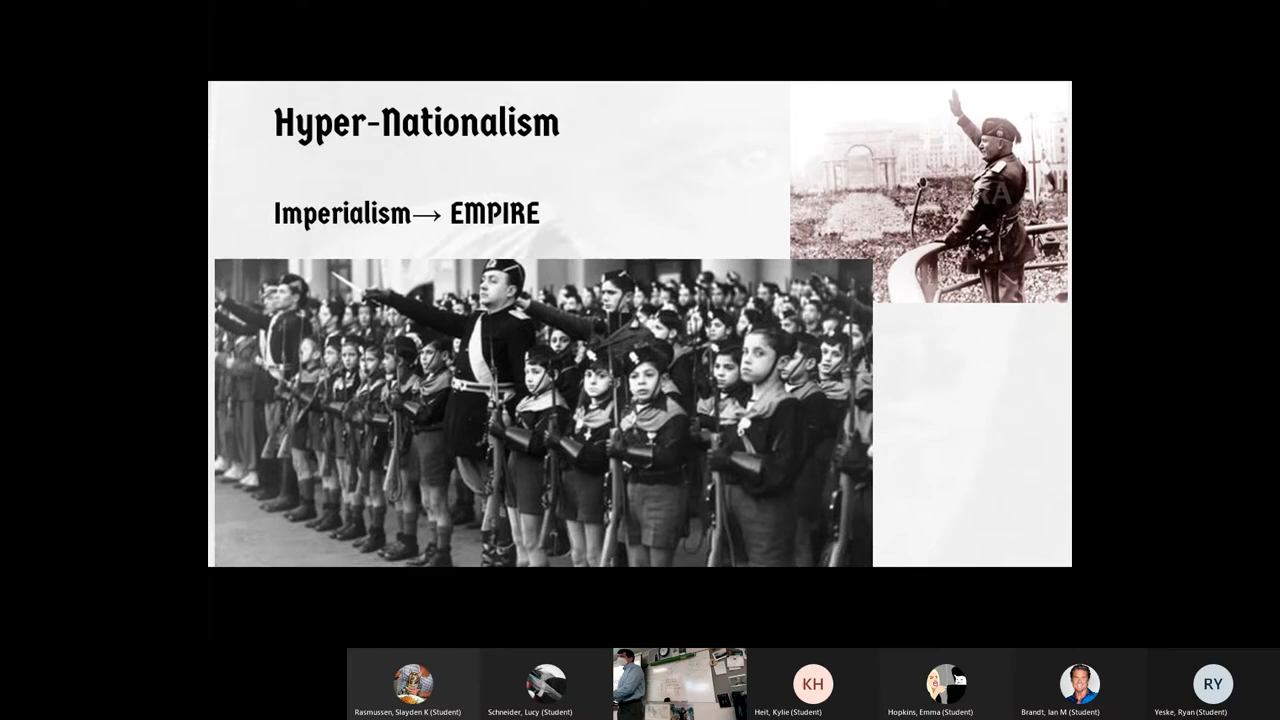 Hyper-Nationalism
Imperialism→ EMPIRE
RA
Rasmussen, Slayden K (Student)
Schneider, Lucy (Student)
KH
Heit, Kylie (Student)
Hopkins, Emma (Student)
Brandt, Ian M (Student)
RY
Yeske, Ryan (Student)